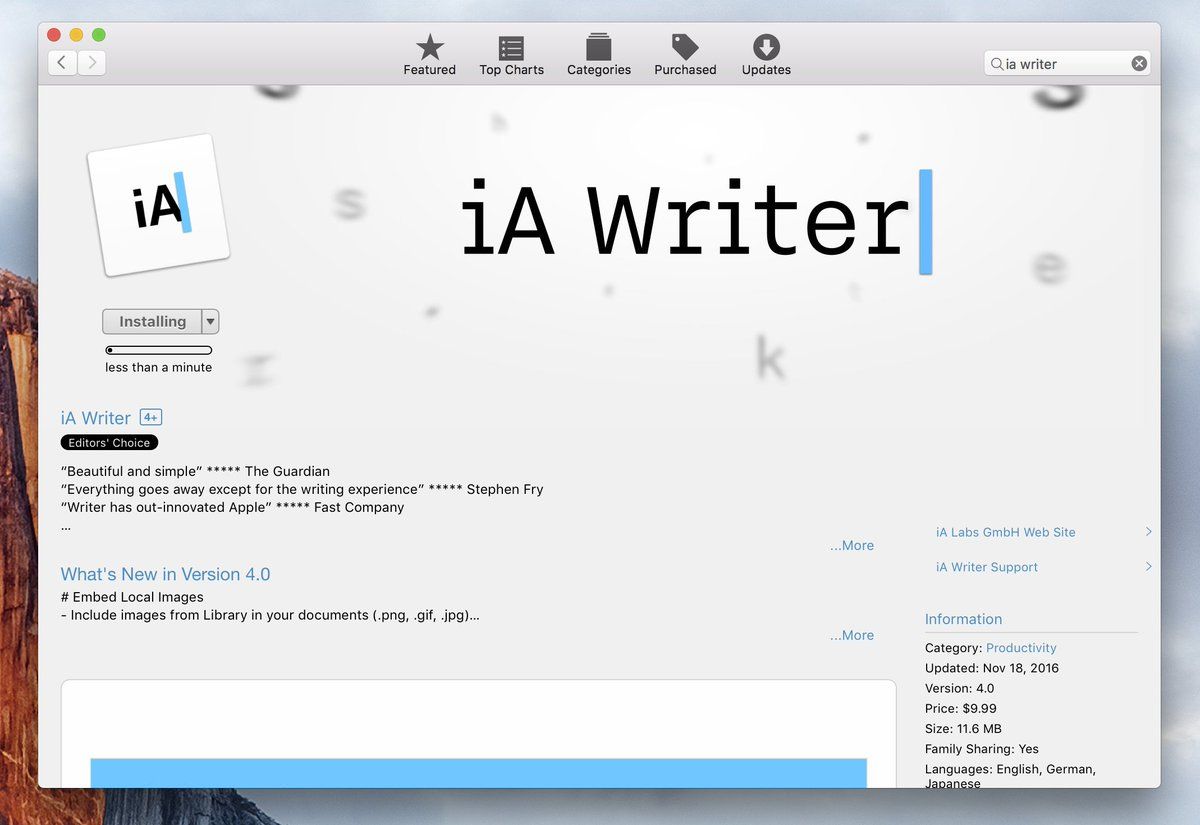 Featured
Top Charts
Categories
Purchased
Updates
ia writer
iA
iA Writer
s
k
e
Installing
less than a minute
iA Writer 4+
Editors' Choice
“Beautiful and simple” ***** The Guardian
“Everything goes away except for the writing experience” ***** Stephen Fry
“Writer has out-innovated Apple” ***** Fast Company
...
...More
What's New in Version 4.0
# Embed Local Images
- Include images from Library in your documents (.png, .gif, .jpg)...
...More
iA Labs GmbH Web Site
iA Writer Support
Information
Category: Productivity
Updated: Nov 18, 2016
Version: 4.0
Price: $9.99
Size: 11.6 MB
Family Sharing: Yes
Languages: English, German,
Japanese